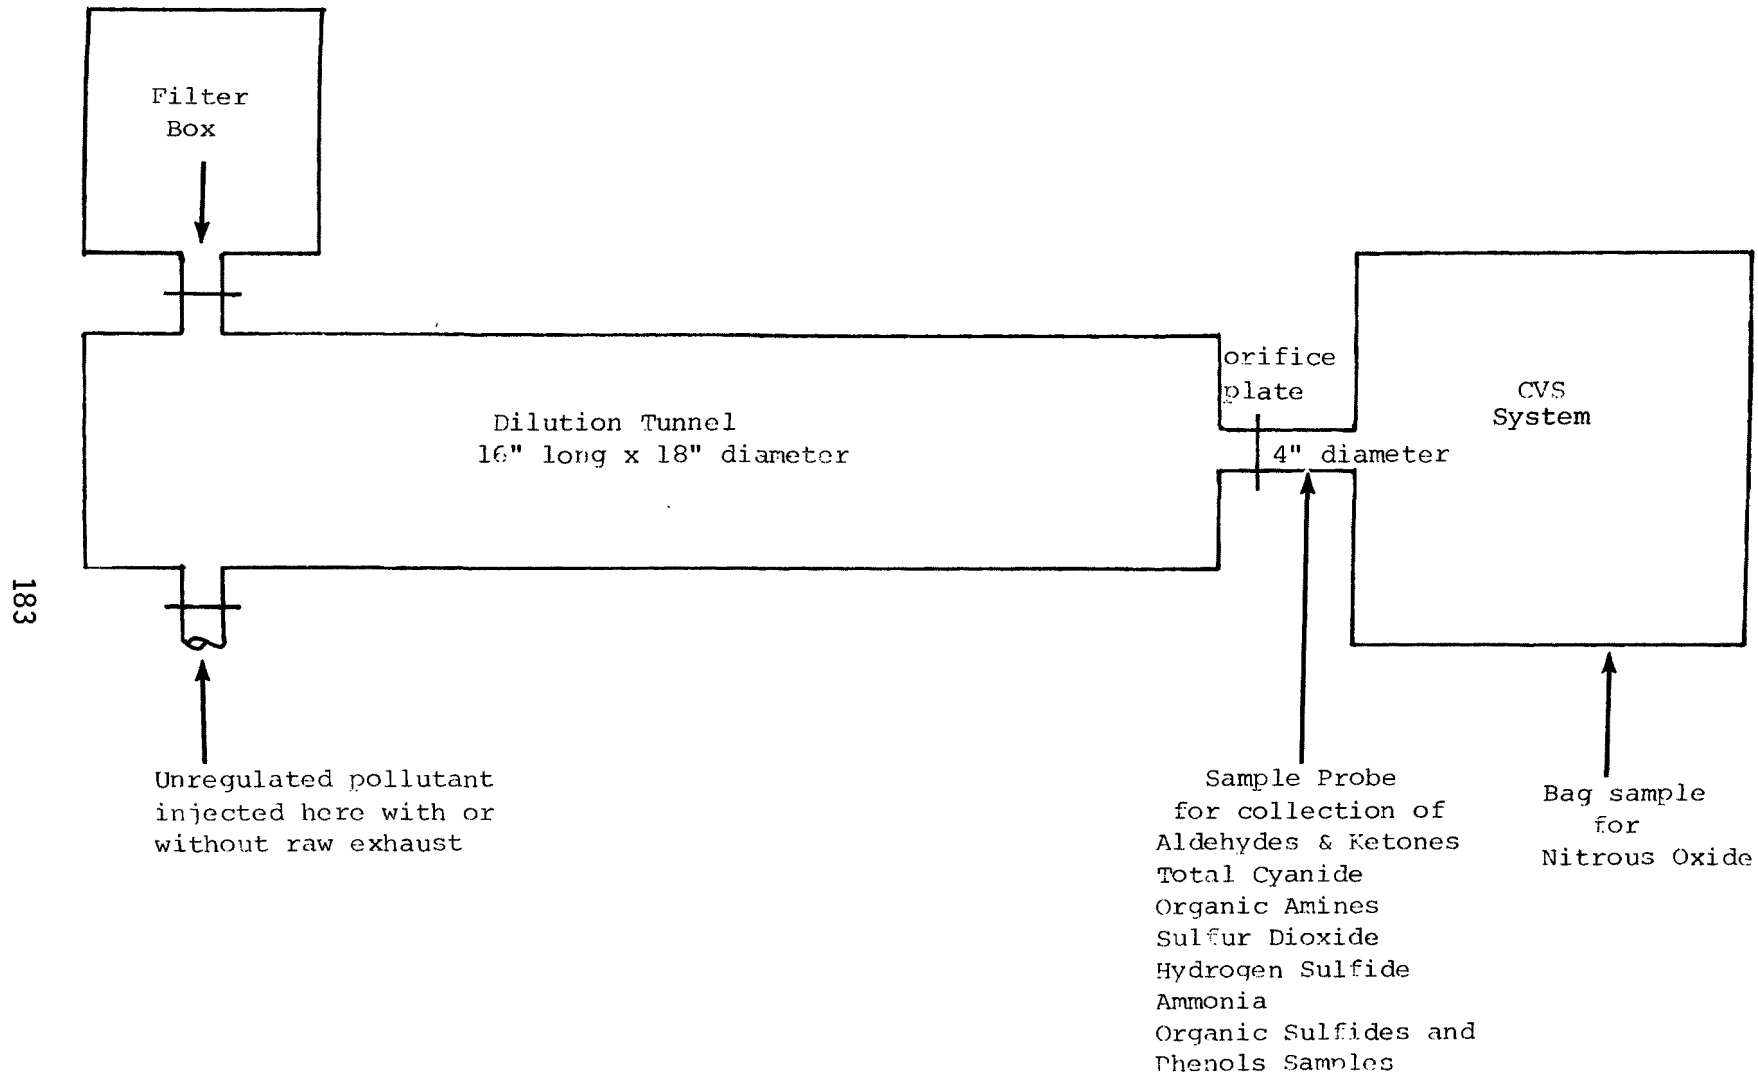 Filter
Box
orifice
plate
CVS
System
Dilution Tunnel
16" long x 18" diameter
4" diameter
183
Unregulated pollutant
injected here with or
without raw exhaust
Sample Probe
for collection of
Aldehydes & Ketones
Total Cyanide
Organic Amines
Sulfur Dioxide
Hydrogen Sulfide
Ammonia
Organic Sulfides and
Phenols Samples
Bag sample
for
Nitrous Oxide